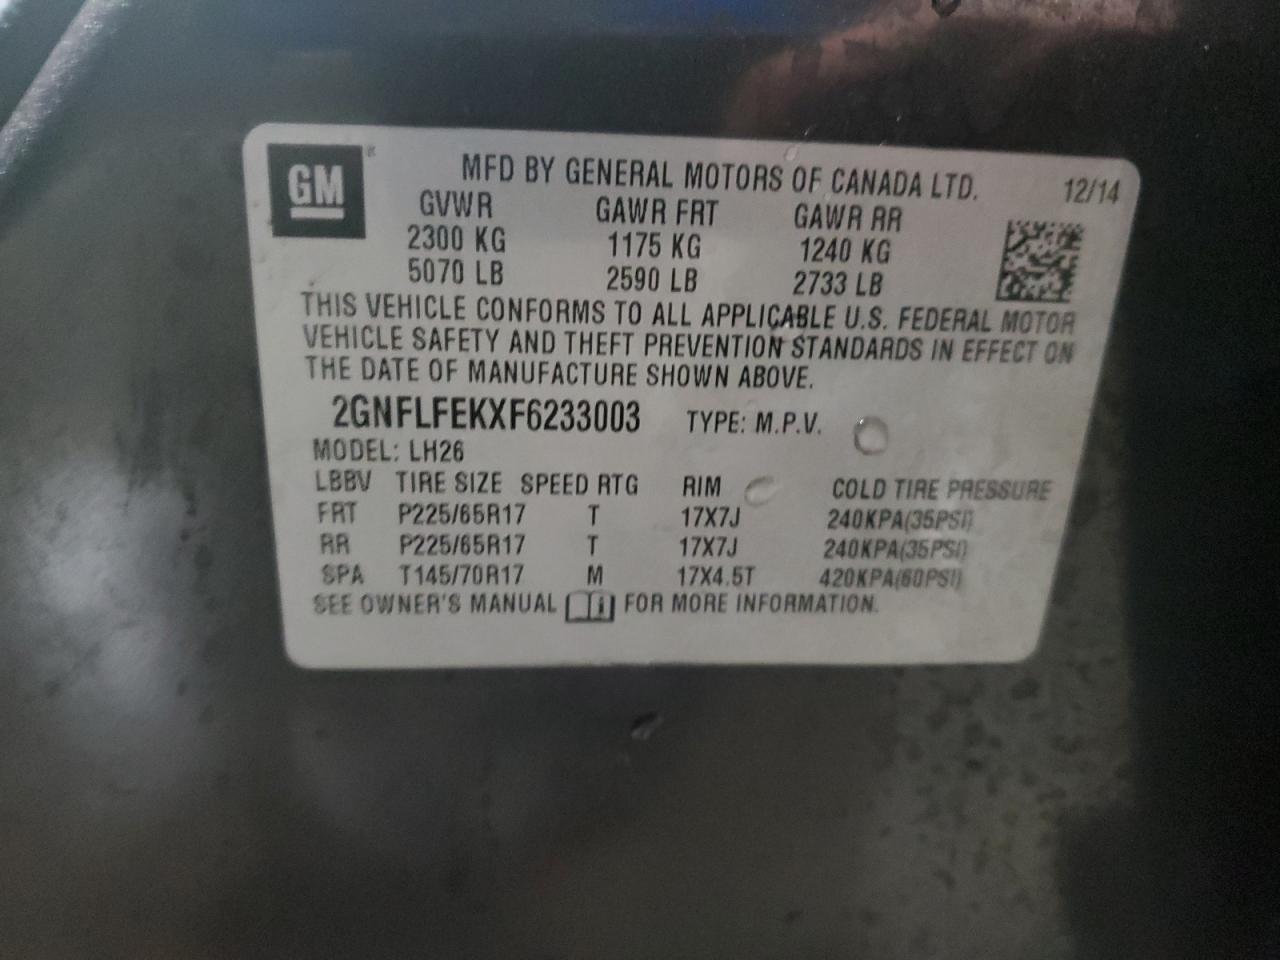 GM
MFD BY GENERAL MOTORS OF CANADA LTD. 12/14
GVWR GAWR FRT GAWR RR
2300 KG 1175 KG 1240 KG
5070 LB 2590 LB 2733 LB
THIS VEHICLE CONFORMS TO ALL APPLICABLE U.S. FEDERAL MOTOR
VEHICLE SAFETY AND THEFT PREVENTION STANDARDS IN EFFECT ON
THE DATE OF MANUFACTURE SHOWN ABOVE.
2GNFLFEKXF6233003 TYPE: M.P.V.
MODEL: LH26
LBBV TIRE SIZE SPEED RTG RIM COLD TIRE PRESSURE
FRT P225/65R17 T 17X7J 240KPA(35PSI)
RR P225/65R17 T 17X7J 240KPA(35PSI)
SPA T145/70R17 M 17X4.5T 420KPA(60PSI)
SEE OWNER'S MANUAL FOR MORE INFORMATION.